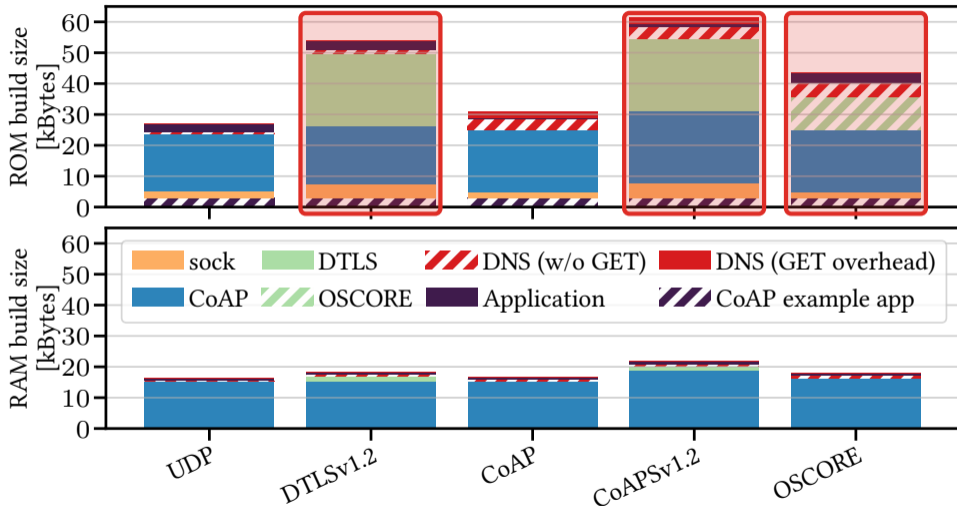 ROM build size
[kBytes]
60
50
40
30
20
10
0
RAM build size
[kBytes]
60
50
40
30
20
10
0
sock
DTLS
DNS (w/o GET)
DNS (GET overhead)
CoAP
OSCORE
Application
CoAP example app
UDP
DTLSv1.2
CoAP
CoAPSv1.2
OSCORE